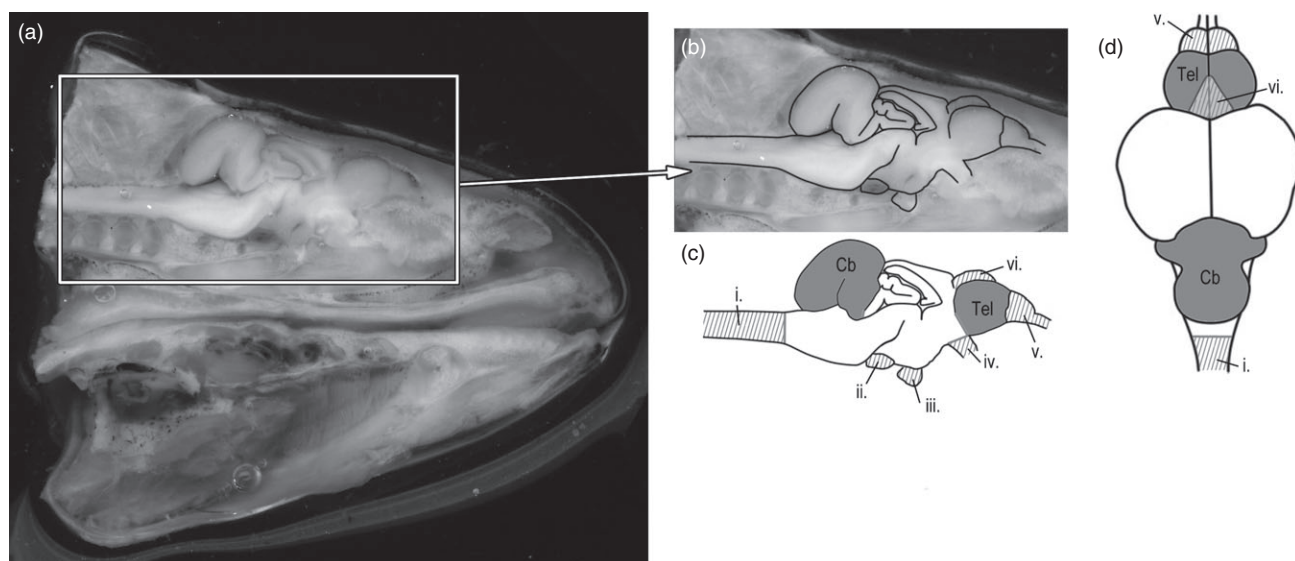 (a)
(b)
(c)
Cb
Tel
i.
ii.
iii.
iv.
v.
vi.
(d)
v.
Tel
vi.
Cb
i.